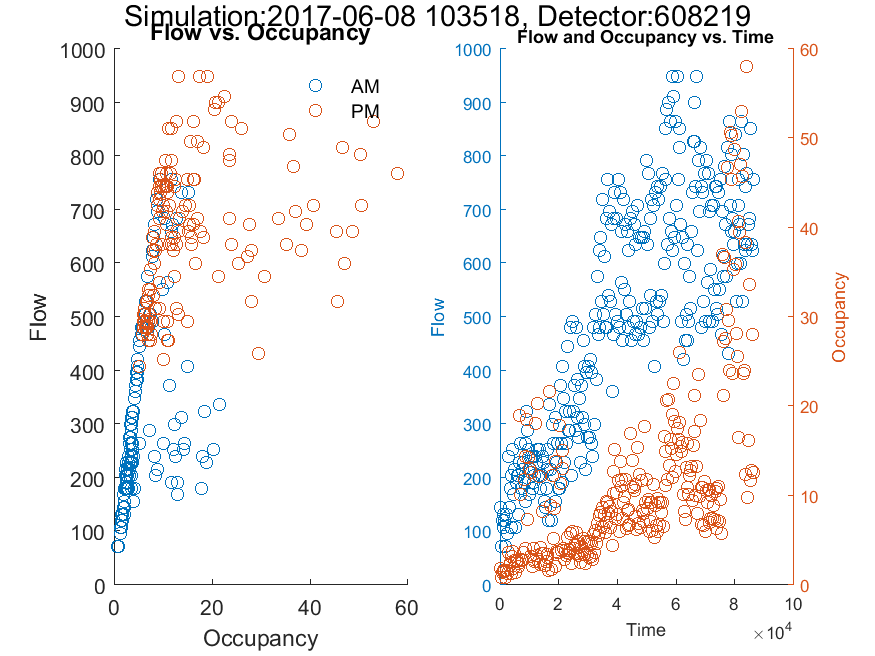 Simulation:2017-06-08 103518, Detector:608219
Flow vs. Occupancy
Flow and Occupancy vs. Time
1000
900
800
700
600
500
400
300
200
100
0
Flow
0 20 40 60
Occupancy
AM
PM
1000
900
800
700
600
500
400
300
200
100
0
Flow
60
50
40
30
20
10
0
Occupancy
0 2 4 6 8 10
Time
×10⁴